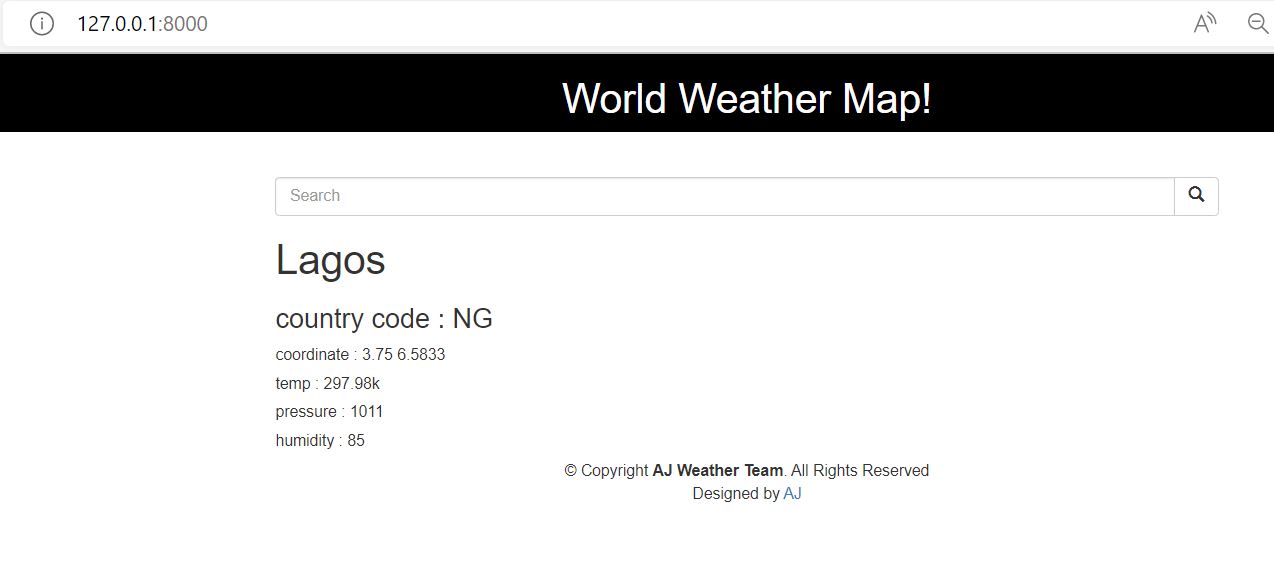 127.0.0.1:8000
World Weather Map!
Search
Lagos
country code : NG
coordinate : 3.75 6.5833
temp : 297.98k
pressure : 1011
humidity : 85
© Copyright AJ Weather Team. All Rights Reserved
Designed by AJ